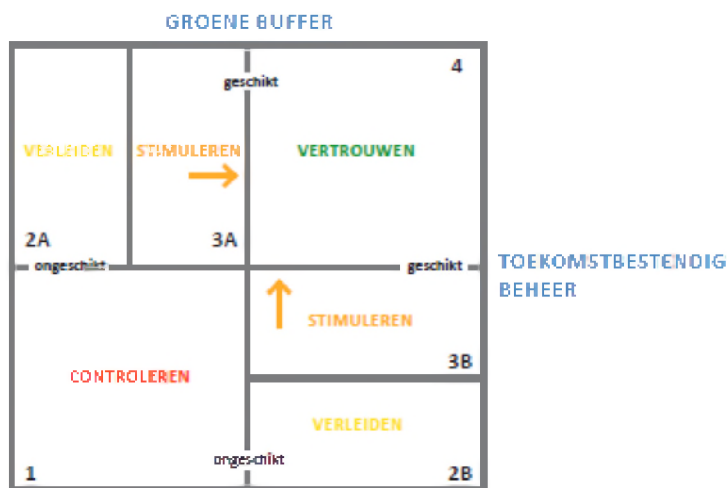 GROENE BUFFER
geschikt
4
VERLEIDEN
STIMULEREN
VERTROUWEN
2A
3A
ongeschikt
geschikt
TOEKOMSTBESTENDIG
BEHEER
STIMULEREN
3B
CONTROLEREN
VERLEIDEN
ongeschikt
1
2B